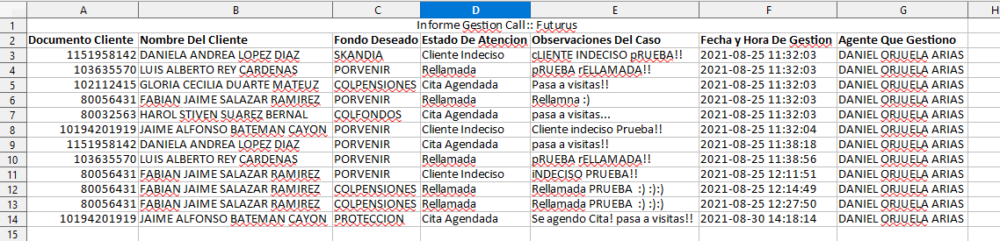 A B C D E F G H
1 Informe Gestion Call :: Futurus
2 Documento Cliente Nombre Del Cliente Fondo Deseado Estado De Atencion Observaciones Del Caso Fecha y Hora De Gestion Agente Que Gestiono
3 1151958142 DANIELA ANDREA LOPEZ DIAZ SKANDIA Cliente Indeciso cLIENTE INDECISO pRUEBA!! 2021-08-25 11:32:03 DANIEL ORJUELA ARIAS
4 103635570 LUIS ALBERTO REY CARDENAS PORVENIR Rellamada pRUEBA rELLAMADA!! 2021-08-25 11:32:03 DANIEL ORJUELA ARIAS
5 102112415 GLORIA CECILIA DUARTE MATEUZ COLPENSIONES Cita Agendada Pasa a visitas!! 2021-08-25 11:32:03 DANIEL ORJUELA ARIAS
6 80056431 FABIAN JAIME SALAZAR RAMIREZ PORVENIR Rellamada Rellamna :) 2021-08-25 11:32:03 DANIEL ORJUELA ARIAS
7 80032563 HAROL STIVEN SUAREZ BERNAL COLFONDOS Cita Agendada pasa a visitas... 2021-08-25 11:32:03 DANIEL ORJUELA ARIAS
8 10194201919 JAIME ALFONSO BATEMAN CAYON PORVENIR Cliente Indeciso Cliente indeciso Prueba!! 2021-08-25 11:32:04 DANIEL ORJUELA ARIAS
9 1151958142 DANIELA ANDREA LOPEZ DIAZ PORVENIR Cita Agendada pasa a visitas!! 2021-08-25 11:38:18 DANIEL ORJUELA ARIAS
10 103635570 LUIS ALBERTO REY CARDENAS PORVENIR Rellamada pRUEBA rELLAMADA!! 2021-08-25 11:38:56 DANIEL ORJUELA ARIAS
11 80056431 FABIAN JAIME SALAZAR RAMIREZ PORVENIR Cliente Indeciso iNDECISO PRUEBA!! 2021-08-25 12:11:51 DANIEL ORJUELA ARIAS
12 80056431 FABIAN JAIME SALAZAR RAMIREZ COLPENSIONES Rellamada Rellamada PRUEBA :) :):) 2021-08-25 12:14:49 DANIEL ORJUELA ARIAS
13 80056431 FABIAN JAIME SALAZAR RAMIREZ COLPENSIONES Rellamada Rellamada PRUEBA :) :):) 2021-08-25 12:27:50 DANIEL ORJUELA ARIAS
14 10194201919 JAIME ALFONSO BATEMAN CAYON PROTECCION Cita Agendada Se agendo Cita! pasa a visitas!! 2021-08-30 14:18:14 DANIEL ORJUELA ARIAS
15